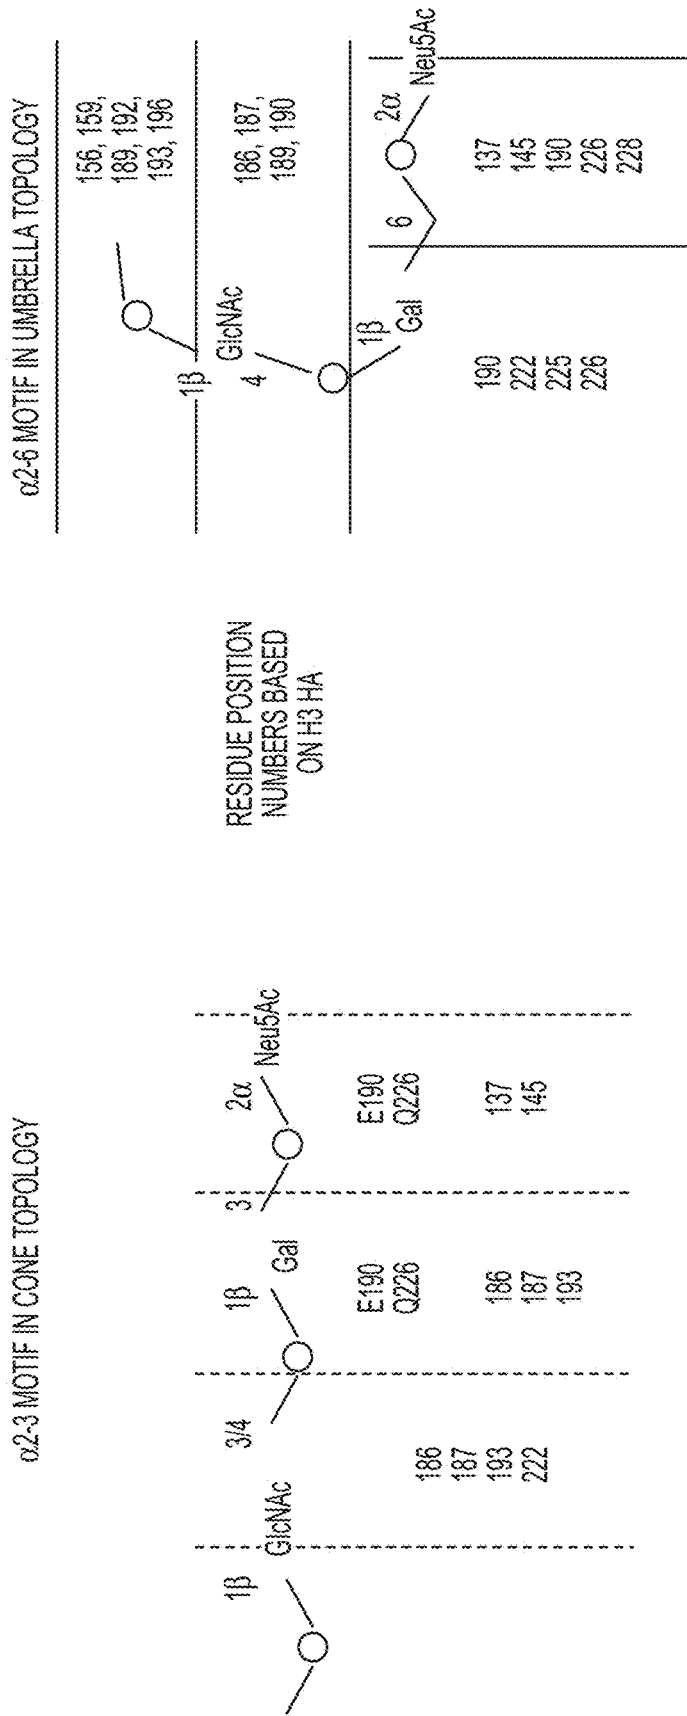 α2-3 MOTIF IN CONE TOPOLOGY
1β
GlcNAc
3/4
1β
Gal
3
2α
Neu5Ac
186
187
193
222
E190
Q226
186
187
193
E190
Q226
137
145
RESIDUE POSITION
NUMBERS BASED
ON H3 HA
α2-6 MOTIF IN UMBRELLA TOPOLOGY
156, 159,
189, 192,
193, 196
1β
GlcNAc
4
186, 187,
189, 190
1β
Gal
6
2α
Neu5Ac
190
222
225
226
137
145
190
226
228